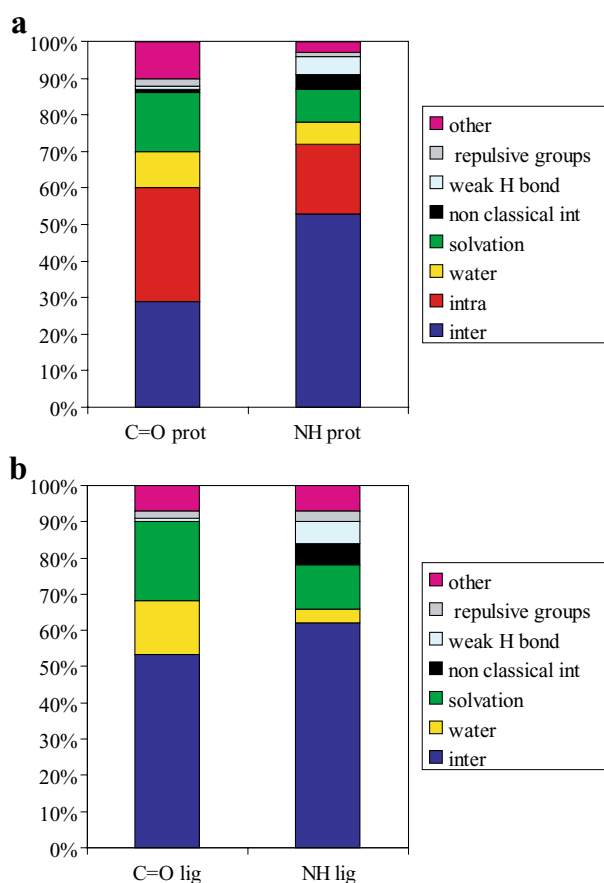 a
100%
90%
80%
70%
60%
50%
40%
30%
20%
10%
0%
C=O prot
NH prot
other
repulsive groups
weak H bond
non classical int
solvation
water
intra
inter
b
100%
90%
80%
70%
60%
50%
40%
30%
20%
10%
0%
C=O lig
NH lig
other
repulsive groups
weak H bond
non classical int
solvation
water
inter